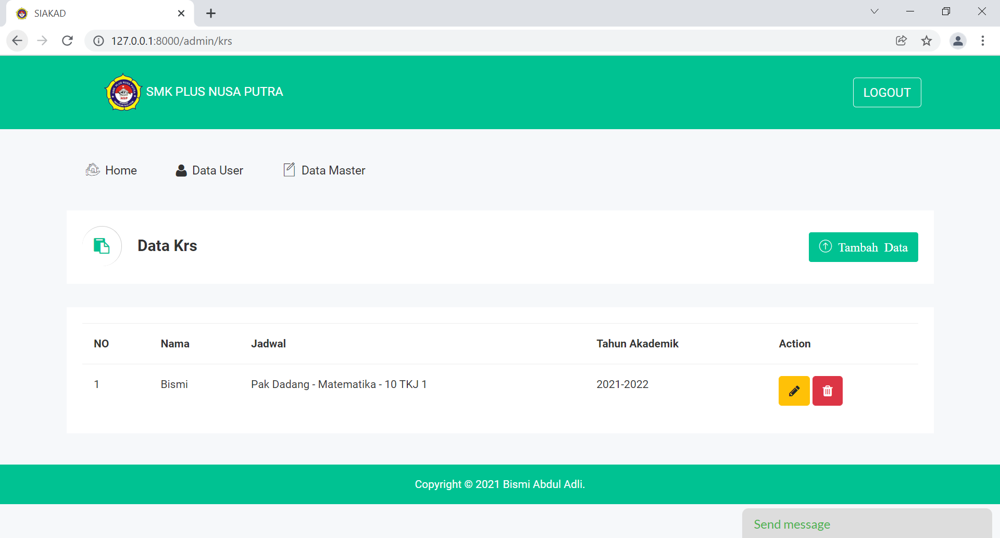 SIAKAD
127.0.0.1:8000/admin/krs
SMK PLUS NUSA PUTRA
LOGOUT
Home
Data User
Data Master
Data Krs
Tambah Data
NO Nama Jadwal Tahun Akademik Action
1 Bismi Pak Dadang - Matematika - 10 TKJ 1 2021-2022
Copyright © 2021 Bismi Abdul Adli.
Send message